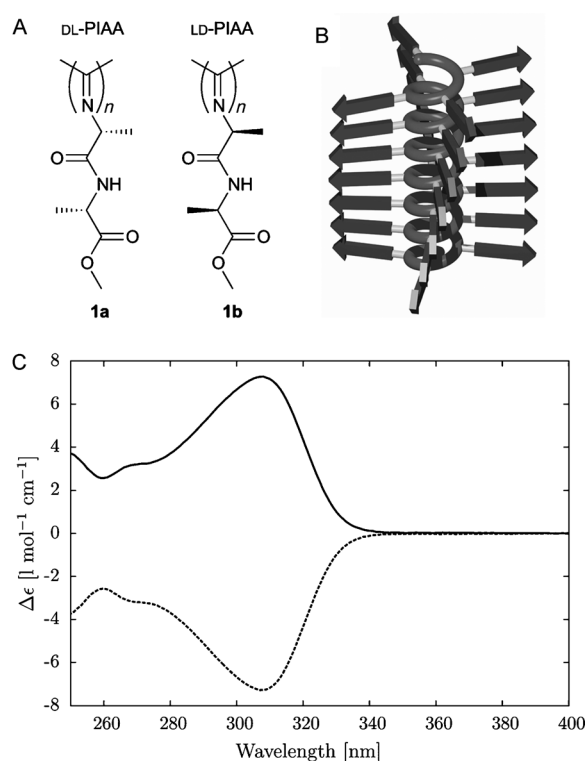 A
DL-PIAA
LD-PIAA
B
N
n
N
n
O
NH
O
NH
O
O
O
O
1a
1b
C
8
6
4
2
0
-2
-4
-6
-8
Δϵ [l mol⁻¹ cm⁻¹]
260 280 300 320 340 360 380 400
Wavelength [nm]